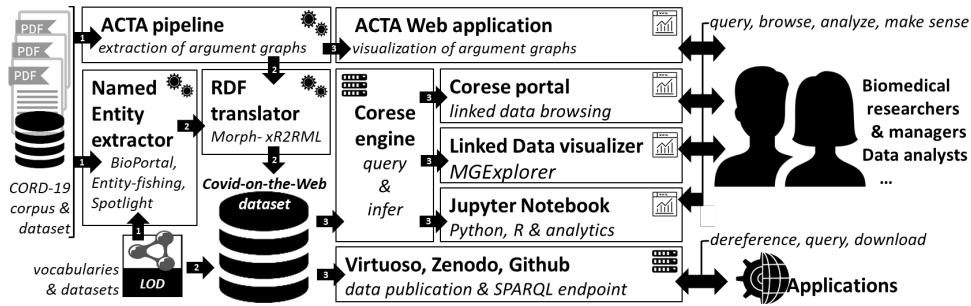 PDF
PDF
PDF
CORD-19
corpus &
dataset
1
ACTA pipeline
extraction of argument graphs
3
ACTA Web application
visualization of argument graphs
query, browse, analyze, make sense
2
1
Named
Entity
extractor
BioPortal,
Entity-fishing,
Spotlight
2
RDF
translator
Morph- xR2RML
2
Covid-on-the-Web
dataset
1
LOD
vocabularies
& datasets
2
3
Corese
engine
query
&
infer
3
Corese portal
linked data browsing
3
Linked Data visualizer
MGExplorer
3
Jupyter Notebook
Python, R & analytics
3
Virtuoso, Zenodo, Github
data publication & SPARQL endpoint
Biomedical
researchers
& managers
Data analysts
...
dereference, query, download
Applications